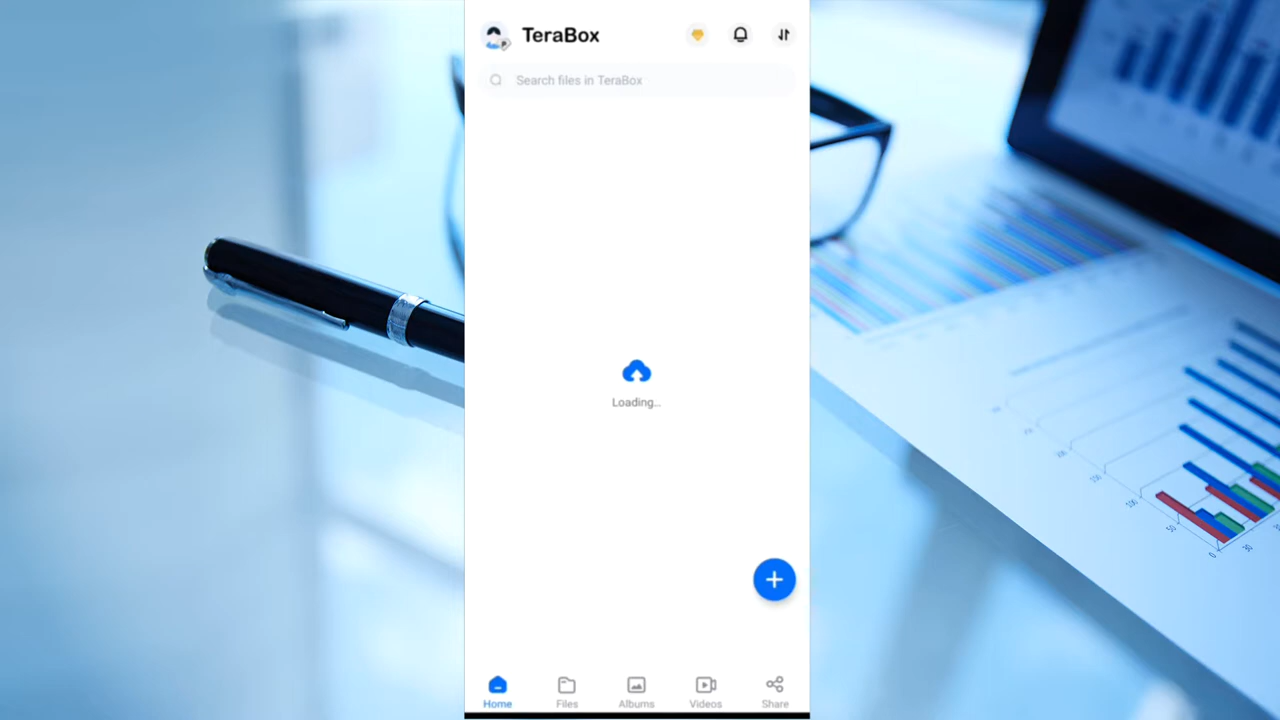 TeraBox
Search files in TeraBox
Loading...
Home
Files
Albums
Videos
Share